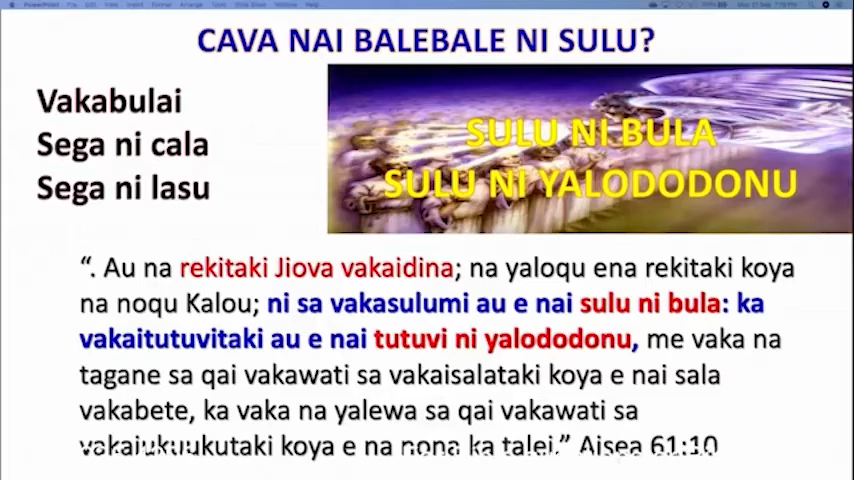 CAVA NAI BALEBALE NI SULU?
Vakabulai
Sega ni cala
Sega ni lasu
SULU NI BULA
SULU NI YALODODONU
“. Au na rekitaki Jiova vakaidina; na yaloqu ena rekitaki koya
na noqu Kalou; ni sa vakasulumi au e nai sulu ni bula: ka
vakaitutuvitaki au e nai tutuvi ni yalododonu, me vaka na
tagane sa qai vakawati sa vakaisalataki koya e nai sala
vakabete, ka vaka na yalewa sa qai vakawati sa
vakaiukuukutaki koya e na nona ka talei.” Aisea 61:10